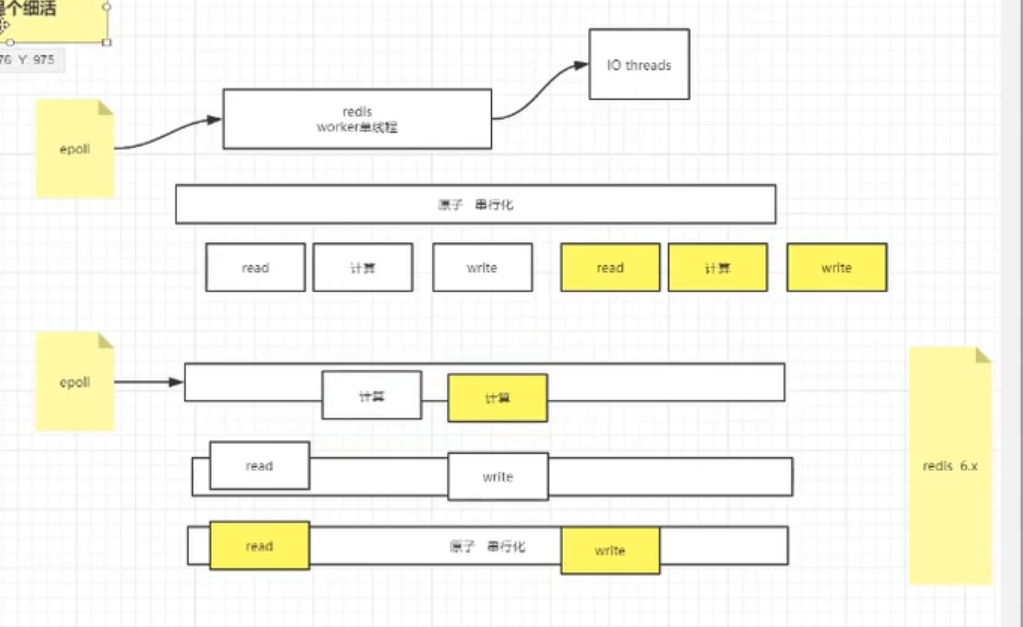 是个细活
76 Y: 975
IO threads
redis
worker单线程
epoll
原子 串行化
read
计算
write
read
计算
write
epoll
计算
计算
read
write
redis 6.x
read
原子 串行化
write